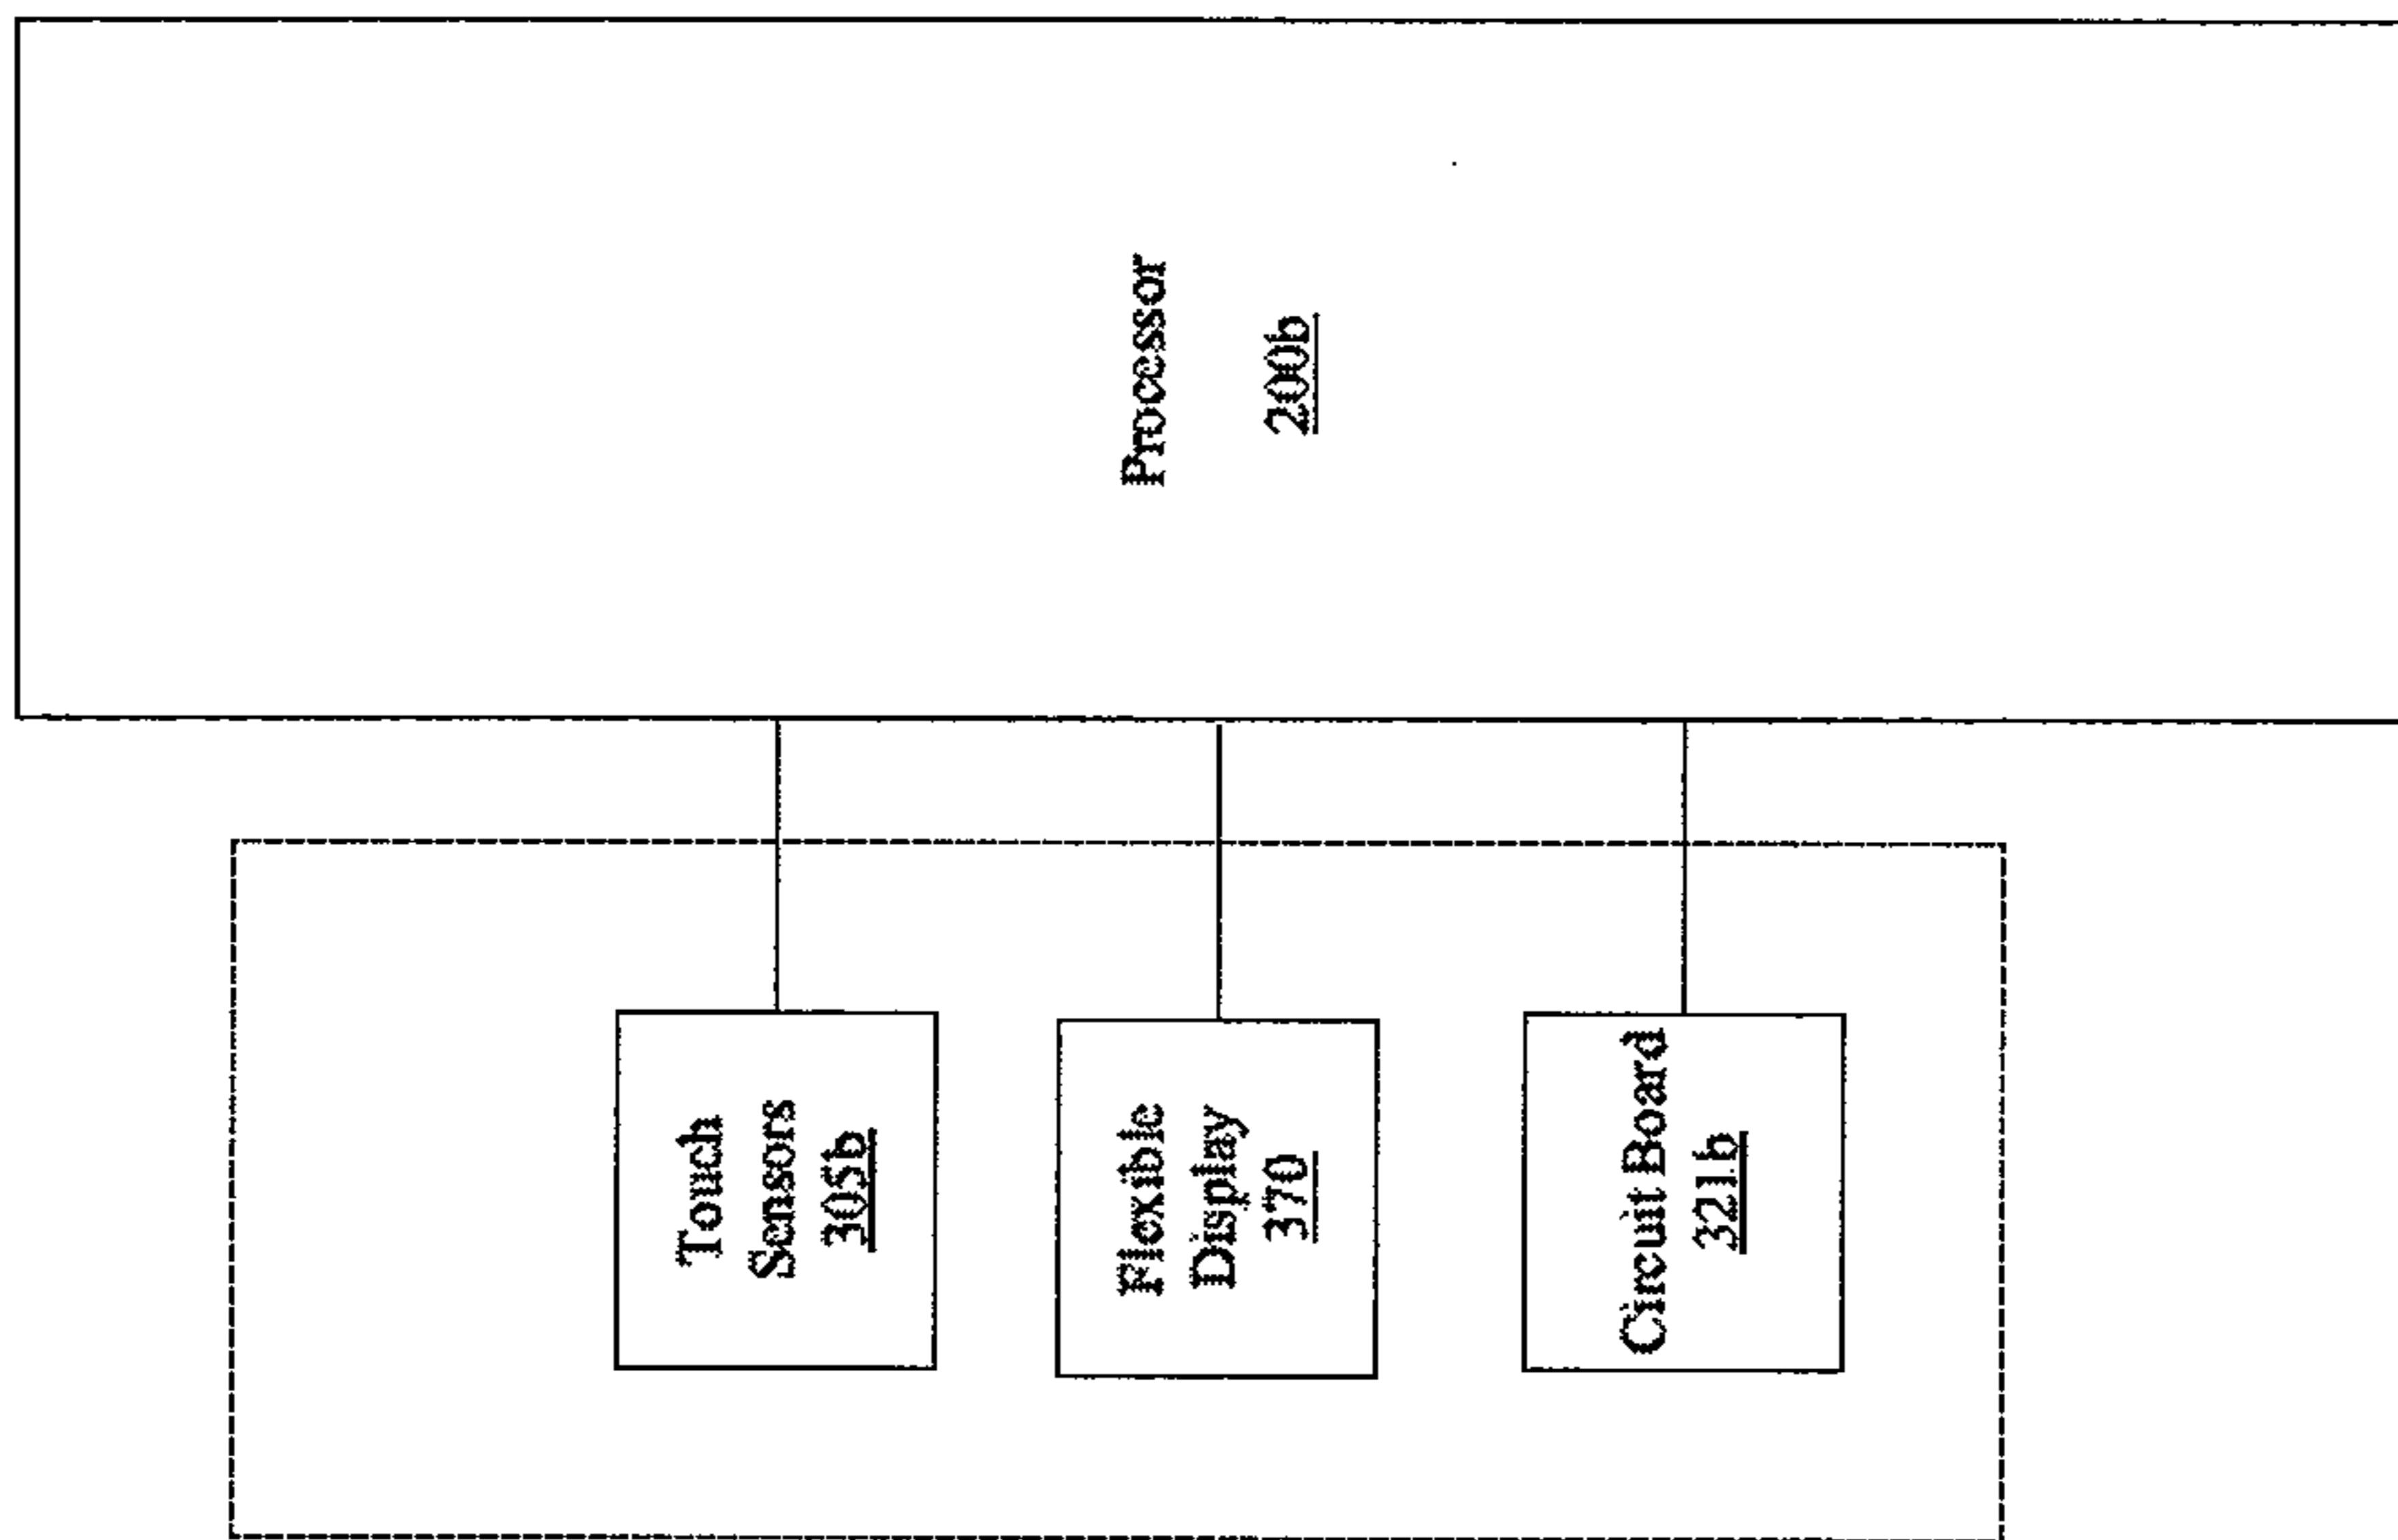 Processor
200b
Touch
Sensors
305b
Flexible
Display
370
Circuit Board
321b